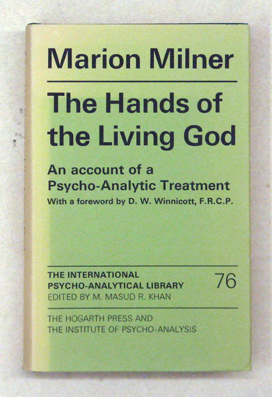 Marion Milner
The Hands of
the Living God
An account of a
Psycho-Analytic Treatment
With a foreword by D. W. Winnicott, F.R.C.P.
THE INTERNATIONAL
PSYCHO-ANALYTICAL LIBRARY 76
EDITED BY M. MASUD R. KHAN
THE HOGARTH PRESS AND
THE INSTITUTE OF PSYCHO-ANALYSIS